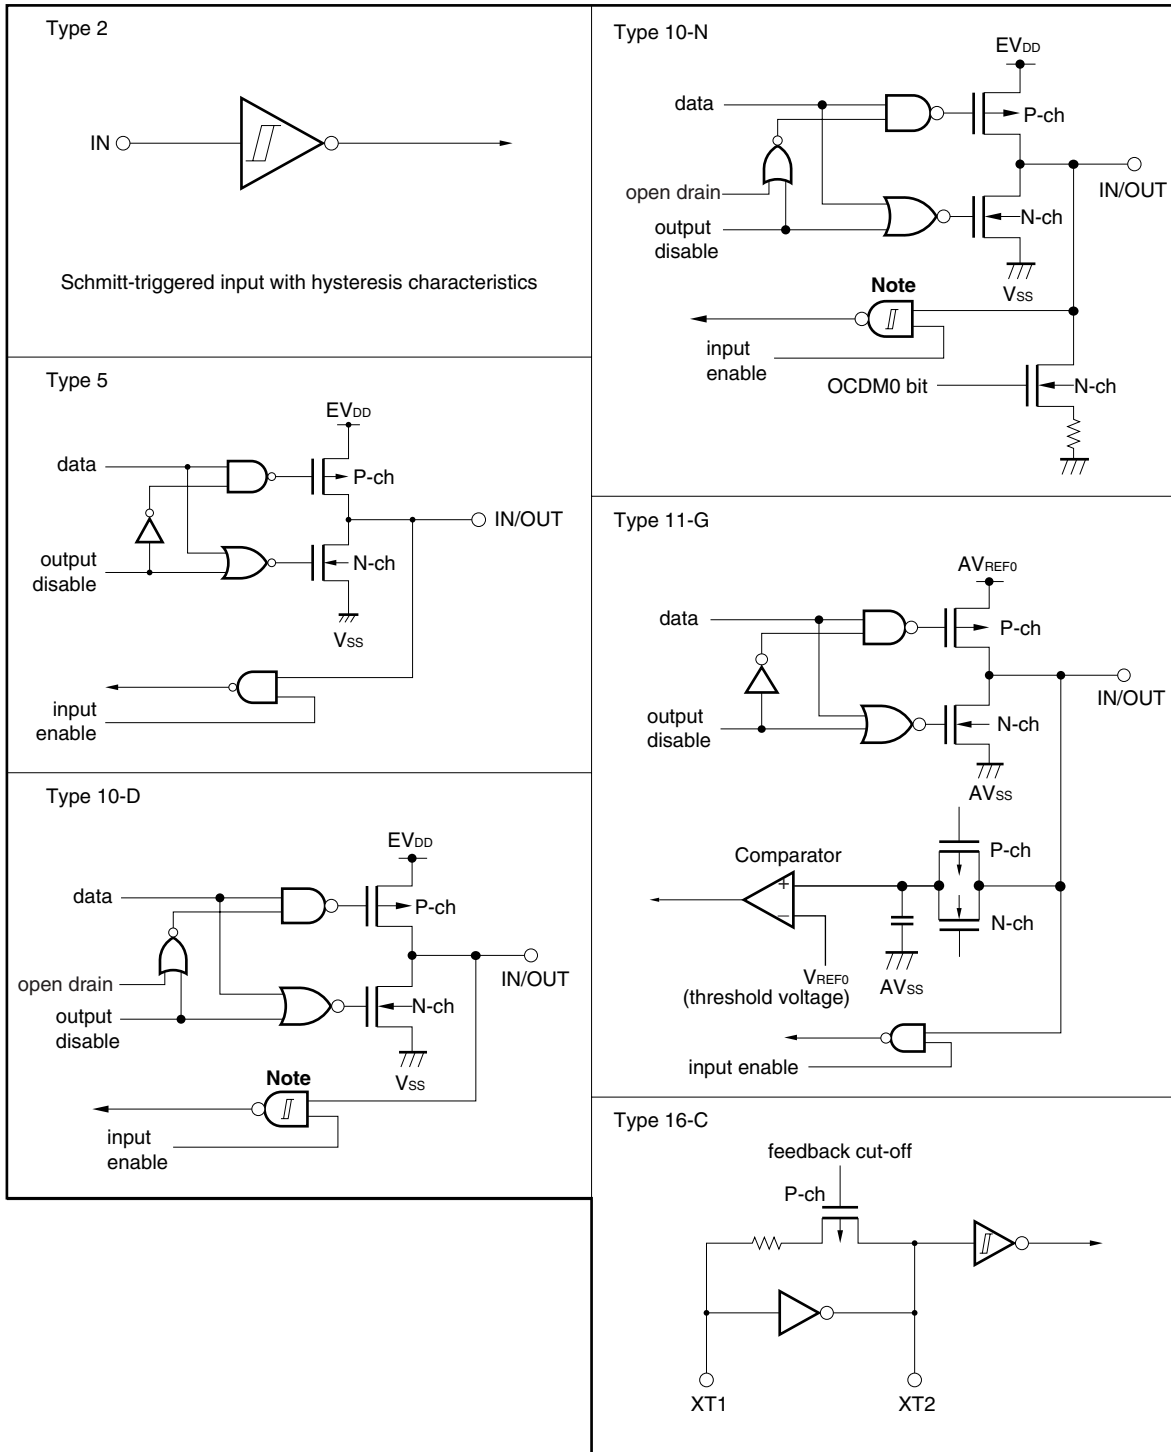 Type 2
IN
Schmitt-triggered input with hysteresis characteristics
Type 5
EVDD
data
P-ch
IN/OUT
output
disable
N-ch
VSS
input
enable
Type 10-D
EVDD
data
P-ch
open drain
IN/OUT
output
disable
N-ch
VSS
Note
input
enable
Type 10-N
EVDD
data
P-ch
open drain
IN/OUT
output
disable
N-ch
VSS
Note
input
enable
OCDM0 bit
N-ch
Type 11-G
AVREF0
data
P-ch
IN/OUT
output
disable
N-ch
AVSS
P-ch
Comparator
+
−
N-ch
VREF0
(threshold voltage)
AVSS
input enable
Type 16-C
feedback cut-off
P-ch
XT1
XT2